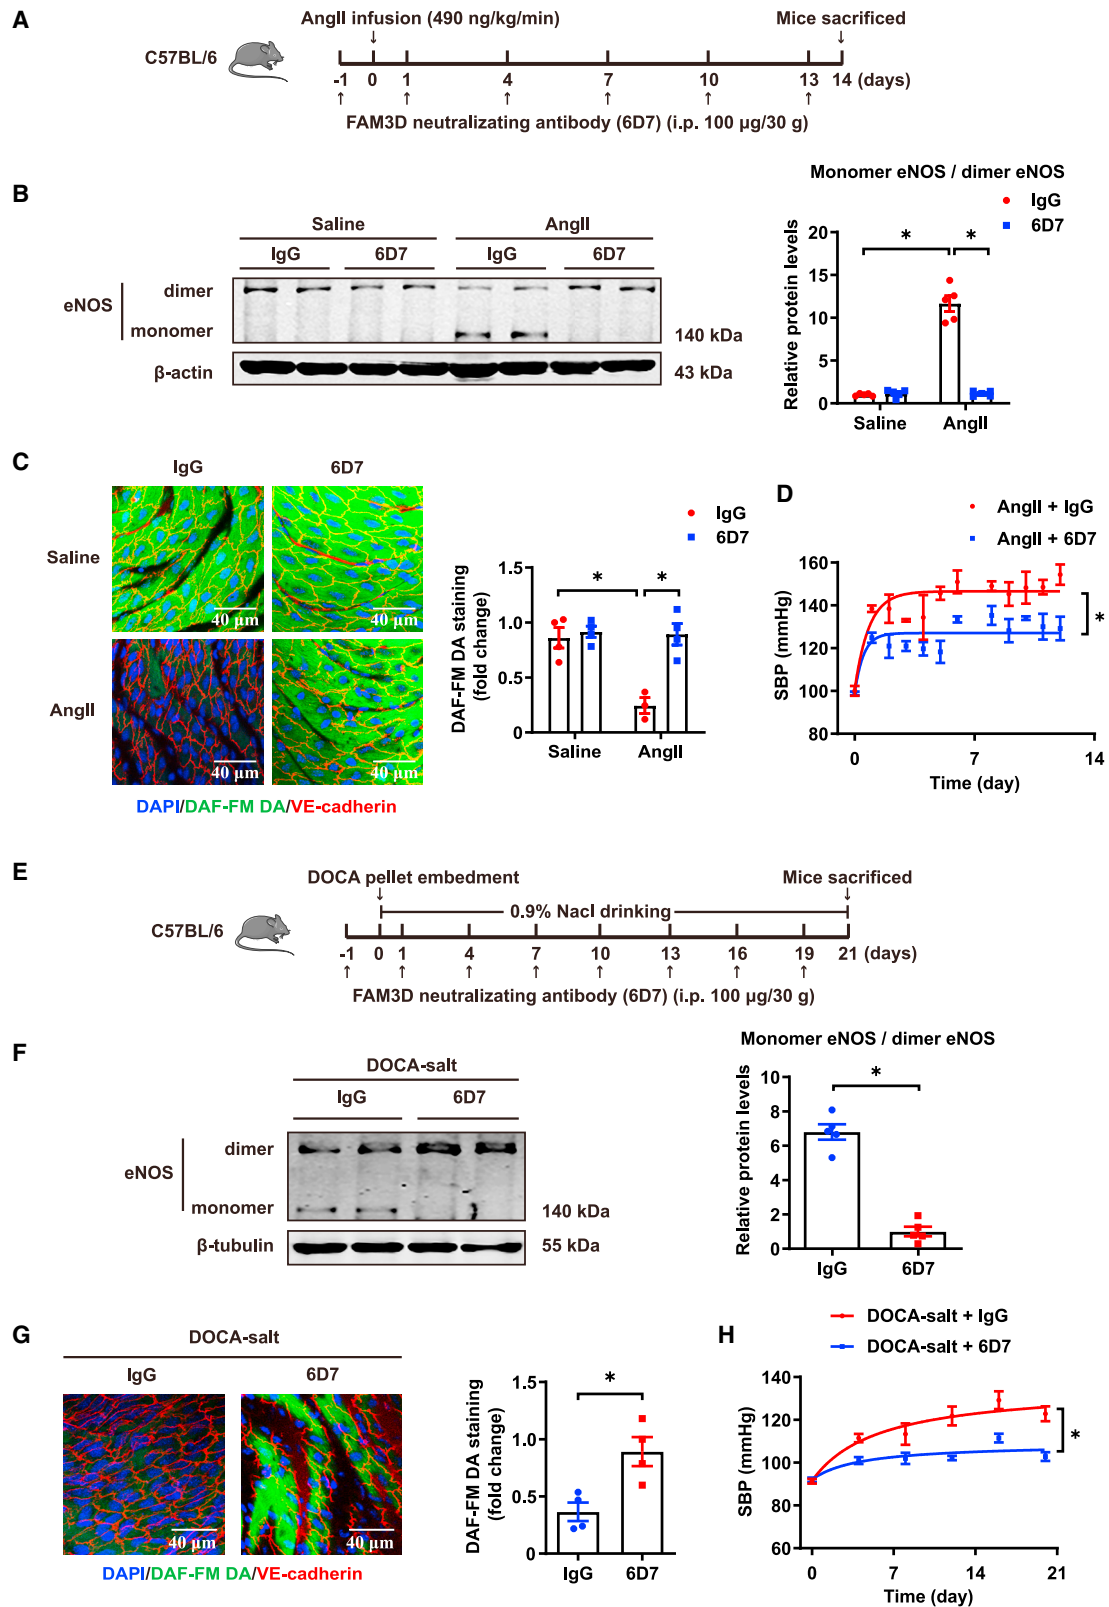 A
AngII infusion (490 ng/kg/min)
Mice sacrificed
C57BL/6
-1 0 1 4 7 10 13 14 (days)
FAM3D neutralizating antibody (6D7) (i.p. 100 μg/30 g)
B
Saline AngII
IgG 6D7 IgG 6D7
eNOS
dimer
monomer
140 kDa
β-actin
43 kDa
Monomer eNOS / dimer eNOS
IgG
6D7
Relative protein levels
20
15
10
5
0
* *
Saline AngII
C
IgG 6D7
Saline
AngII
40 μm 40 μm
40 μm 40 μm
DAPI/DAF-FM DA/VE-cadherin
IgG
6D7
DAF-FM DA staining
(fold change)
1.5
1.0
0.5
0
* *
Saline AngII
D
AngII + IgG
AngII + 6D7
SBP (mmHg)
160
140
120
100
80
*
0 7 14
Time (day)
E
DOCA pellet embedment
Mice sacrificed
0.9% Nacl drinking
C57BL/6
-1 0 1 4 7 10 13 16 19 21 (days)
FAM3D neutralizating antibody (6D7) (i.p. 100 μg/30 g)
F
DOCA-salt
IgG 6D7
eNOS
dimer
monomer
140 kDa
β-tubulin
55 kDa
Monomer eNOS / dimer eNOS
Relative protein levels
10
8
6
4
2
0
*
IgG 6D7
G
DOCA-salt
IgG 6D7
40 μm 40 μm
DAPI/DAF-FM DA/VE-cadherin
DAF-FM DA staining
(fold change)
1.5
1.0
0.5
0
*
IgG 6D7
H
DOCA-salt + IgG
DOCA-salt + 6D7
SBP (mmHg)
140
120
100
80
60
*
0 7 14 21
Time (day)